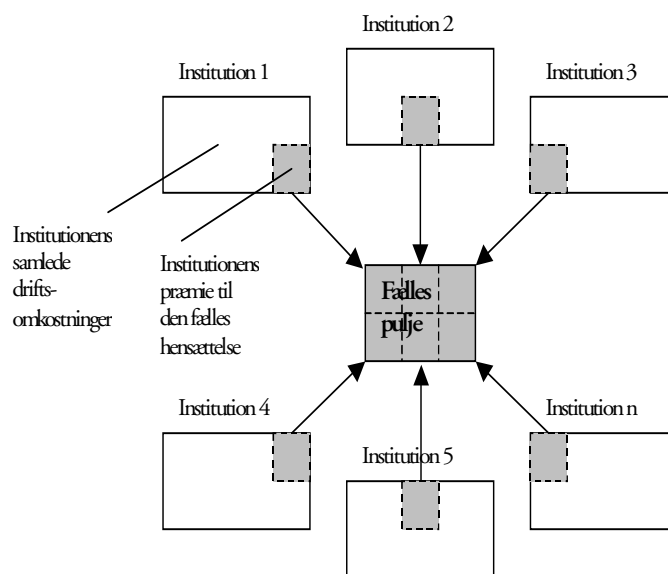 Institution 2
Institution 1
Institution 3
Institutionens
samlede
drifts-
omkostninger
Institutionens
præmie til
den fælles
hensættelse
Fælles
pulje
Institution 4
Institution n
Institution 5